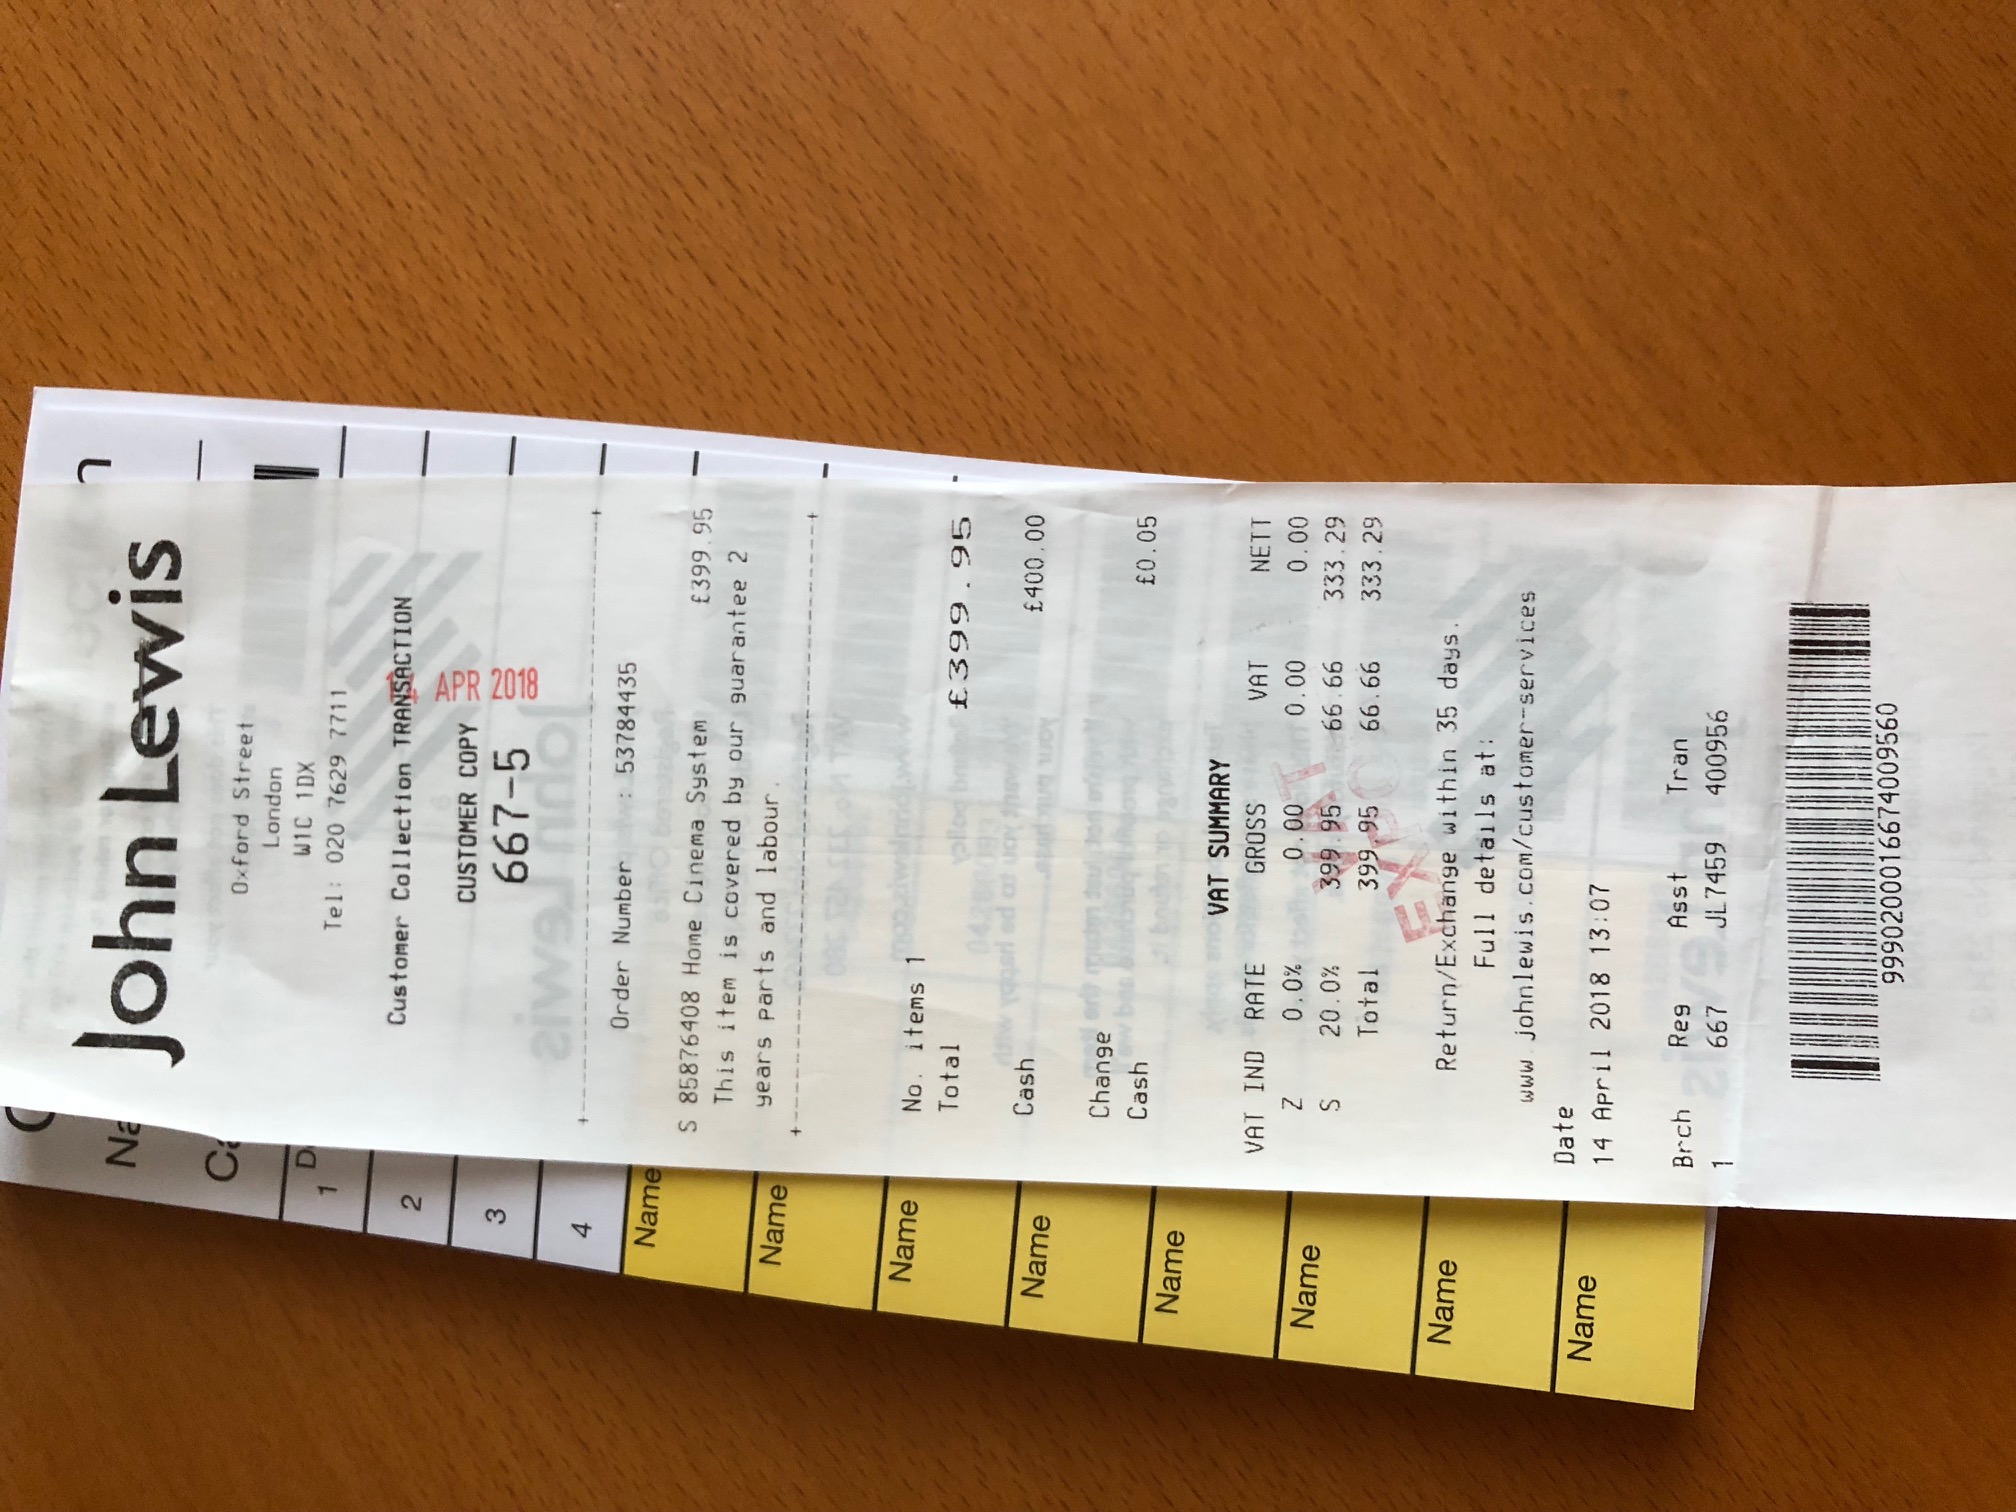 John Lewis
Oxford Street
London
W1C 1DX
Tel: 020 7629 7711
Customer Collection TRANSACTION
14 APR 2018
CUSTOMER COPY
667-5
Order Number : 53784435
S 85876408 Home Cinema System £399.95
This item is covered by our guarantee 2
years parts and labour.
No. items 1
Total £399.95
Cash £400.00
Change
Cash £0.05
VAT SUMMARY
VAT IND RATE GROSS VAT NETT
Z 0.0% 0.00 0.00 0.00
S 20.0% 399.95 66.66 333.29
Total 399.95 66.66 333.29
VAT
Return/Exchange within 35 days.
Full details at:
www.johnlewis.com/customer-services
Date
14 April 2018 13:07
Brch Reg Asst Tran
1 667 JL7459 400956
9990200016674009560
1
2
3
4
Name
Name
Name
Name
Name
Name
Name
Name